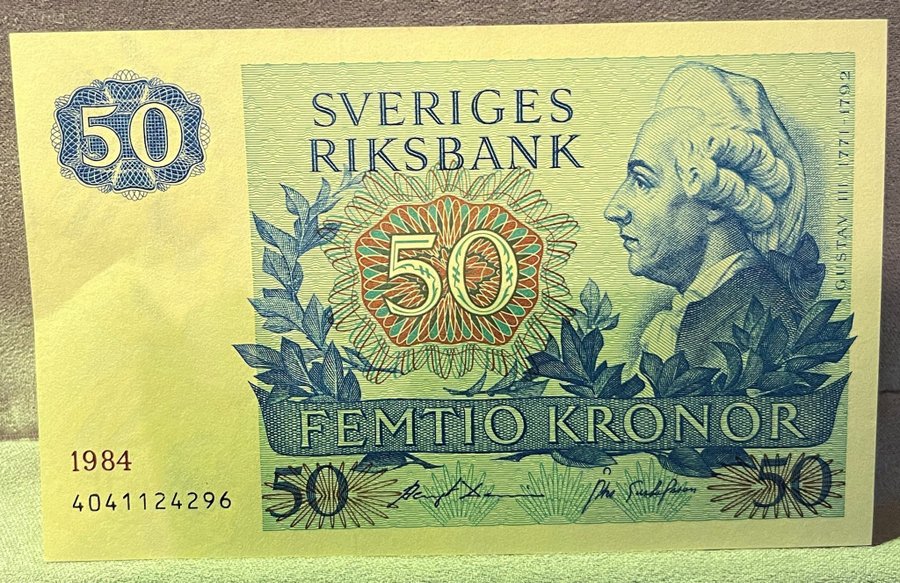 50
SVERIGES
RIKSBANK
50
GUSTAV III 1771-1792
FEMTIO KRONOR
1984
4041124296
50
50